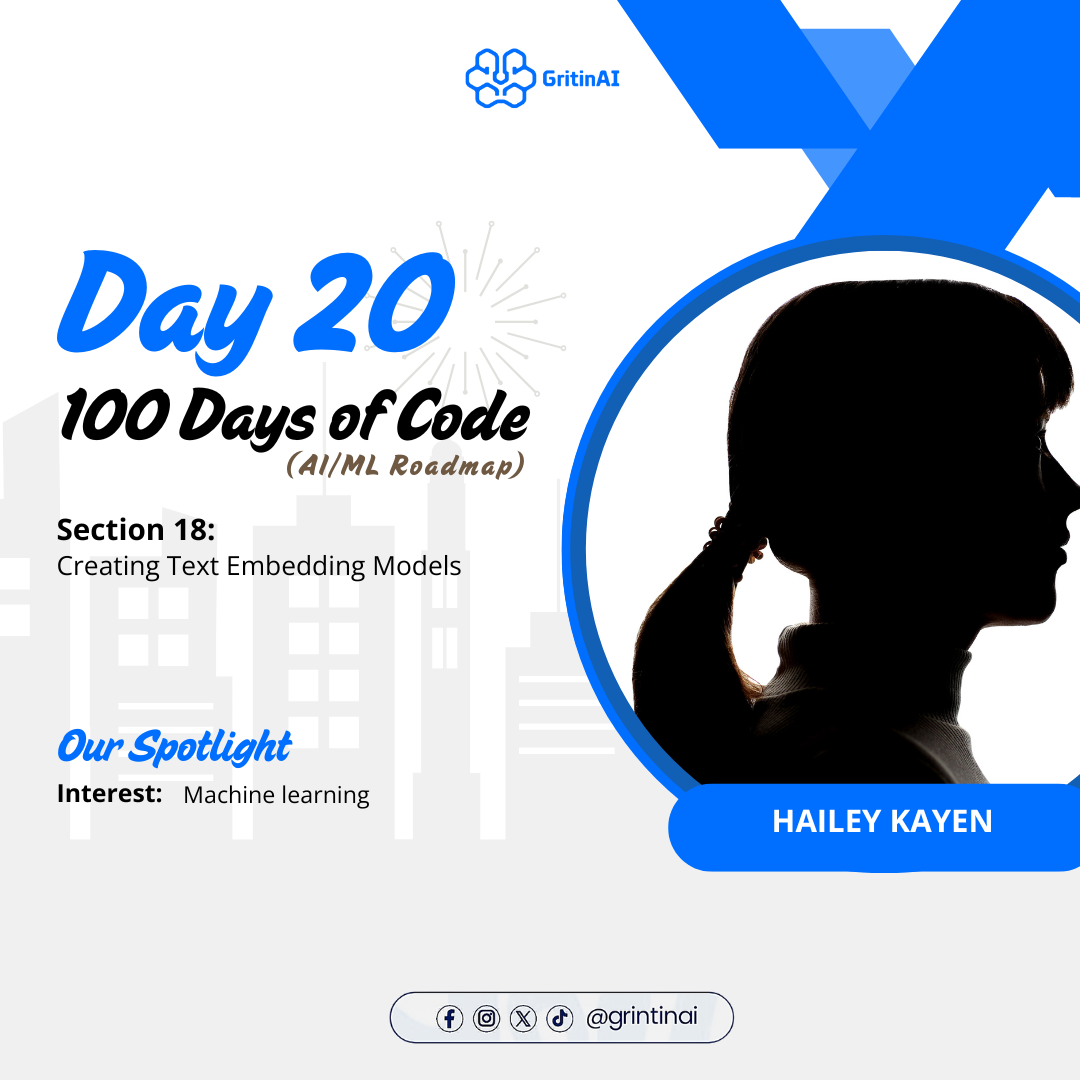 GritinAI
Day 20
100 Days of Code
(AI/ML Roadmap)
Section 18:
Creating Text Embedding Models
Our Spotlight
Interest: Machine learning
HAILEY KAYEN
@grintinai